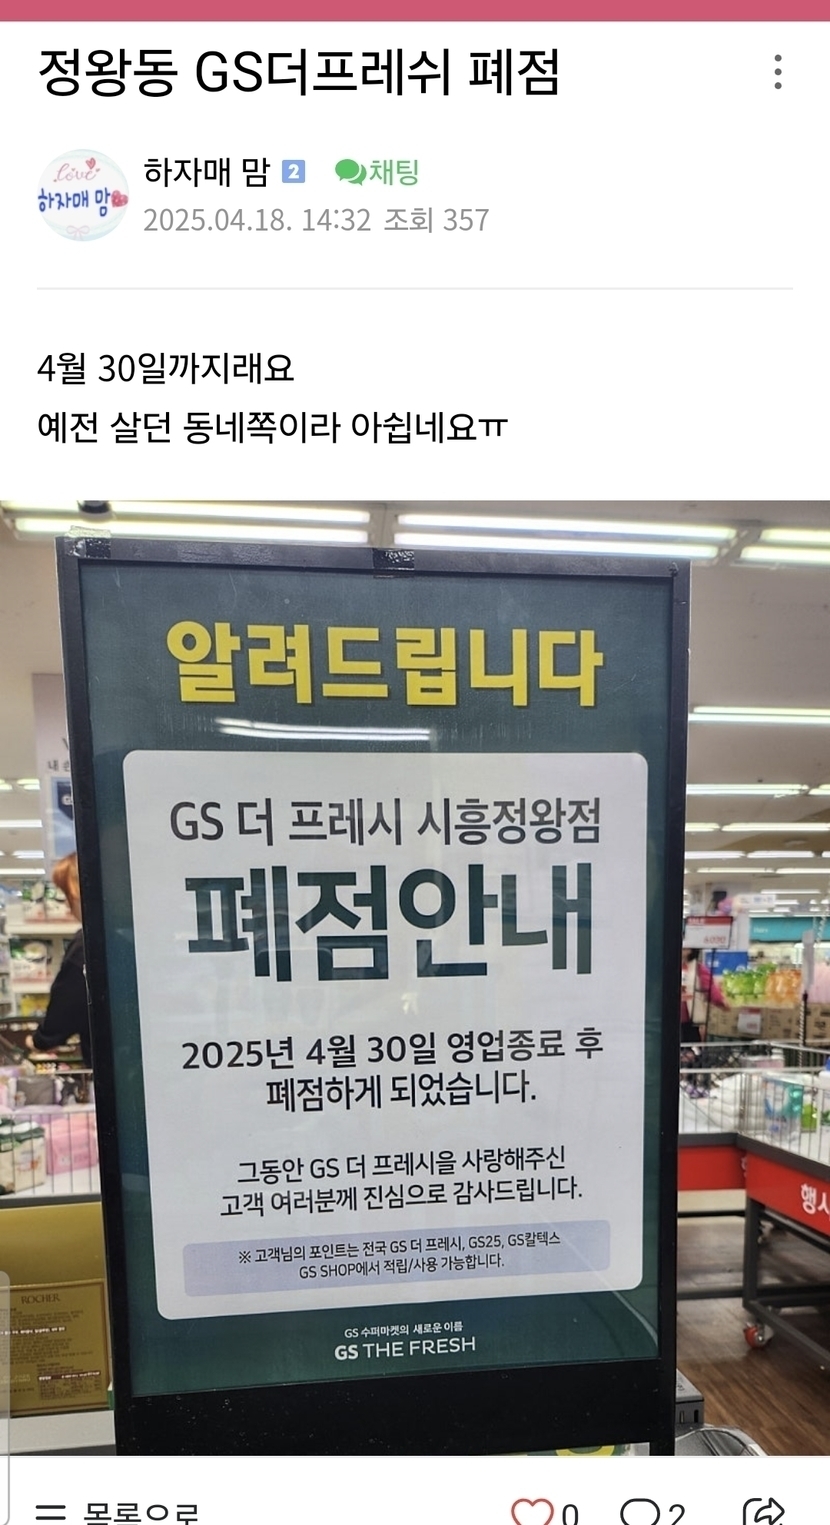 정왕동 GS더프레쉬 폐점
love
하자매 맘
하자매 맘 2 채팅
2025.04.18. 14:32 조회 357
4월 30일까지래요
예전 살던 동네쪽이라 아쉽네요ㅠ
알려드립니다
GS 더 프레시 시흥정왕점
폐점안내
2025년 4월 30일 영업종료 후
폐점하게 되었습니다.
그동안 GS 더 프레시을 사랑해주신
고객 여러분께 진심으로 감사드립니다.
※ 고객님의 포인트는 전국 GS 더 프레시, GS25, GS칼텍스
GS SHOP에서 적립/사용 가능합니다.
GS 수퍼마켓의 새로운 이름
GS THE FRESH
ROCHER
목록으로 0 2